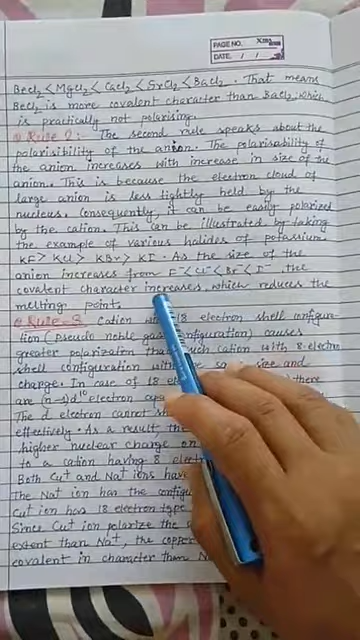 PAGE NO.
DATE / /
BeCl2 < MgCl2 < CaCl2 < SrCl2 < BaCl2. That means
BeCl2 is more covalent character than BaCl2 which
is practically not polarising.
Rule 2: The second rule speaks about the
polarisibility of the anion. The polarisability of
the anion increases with increase in size of the
anion. This is because the electron cloud of
large anion is less tightly held by the
nucleus. Consequently, it can be easily polarized
by the cation. This can be illustrated by taking
the example of various halides of potassium.
KF > KCl > KBr > KI. As the size of the
anion increases from F⁻ < Cl⁻ < Br⁻ < I⁻, the
covalent character increases, which reduces the
melting point.
Rule-3 Cation with 18 electron shell configura-
tion (pseudo noble gas configuration) causes
greater polarization than such cation with 8-electro
shell configuration with size and
charge. In case of 18 there
are (n-1)d¹⁰ electron
The d electron cannot
effectively. As a result
higher nuclear charge on
to a cation having 8
Both Cu⁺ and Na⁺ ions have
The Na⁺ ion has the
Cu⁺ ion has 18 electron type
Since Cu⁺ ion polarize the
extent than Na⁺, the
covalent in character than